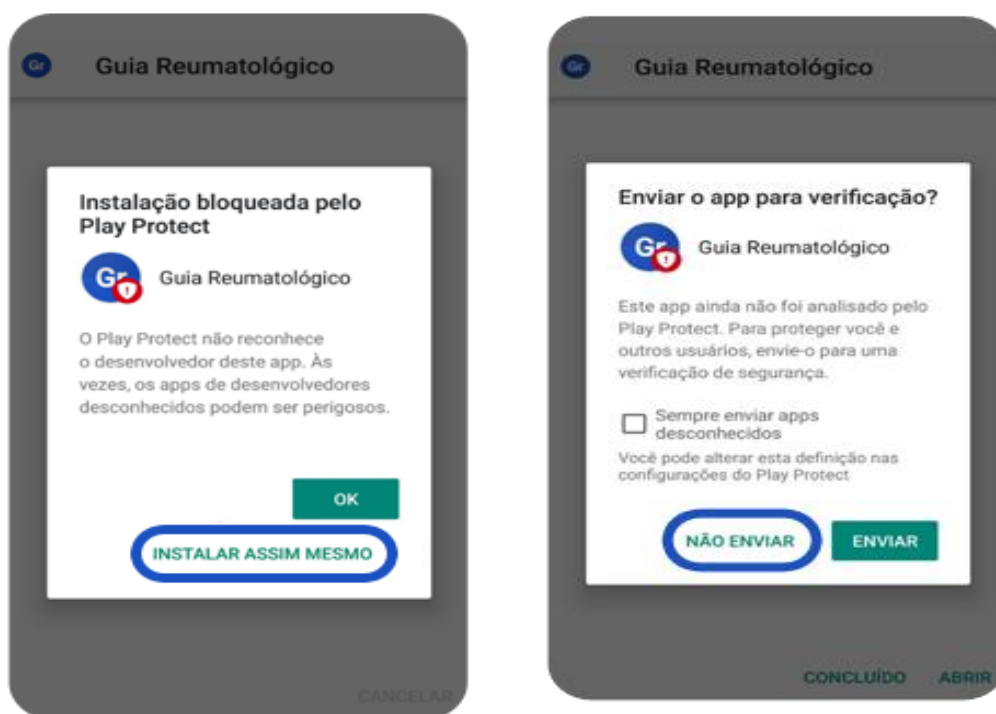 Gr Guia Reumatológico
Instalação bloqueada pelo
Play Protect
Gr Guia Reumatológico
O Play Protect não reconhece
o desenvolvedor deste app. Às
vezes, os apps de desenvolvedores
desconhecidos podem ser perigosos.
OK
INSTALAR ASSIM MESMO
CANCELAR
Gr Guia Reumatológico
Enviar o app para verificação?
Gr Guia Reumatológico
Este app ainda não foi analisado pelo
Play Protect. Para proteger você e
outros usuários, envie-o para uma
verificação de segurança.
Sempre enviar apps
desconhecidos
Você pode alterar esta definição nas
configurações do Play Protect
NÃO ENVIAR ENVIAR
CONCLUÍDO ABRIR